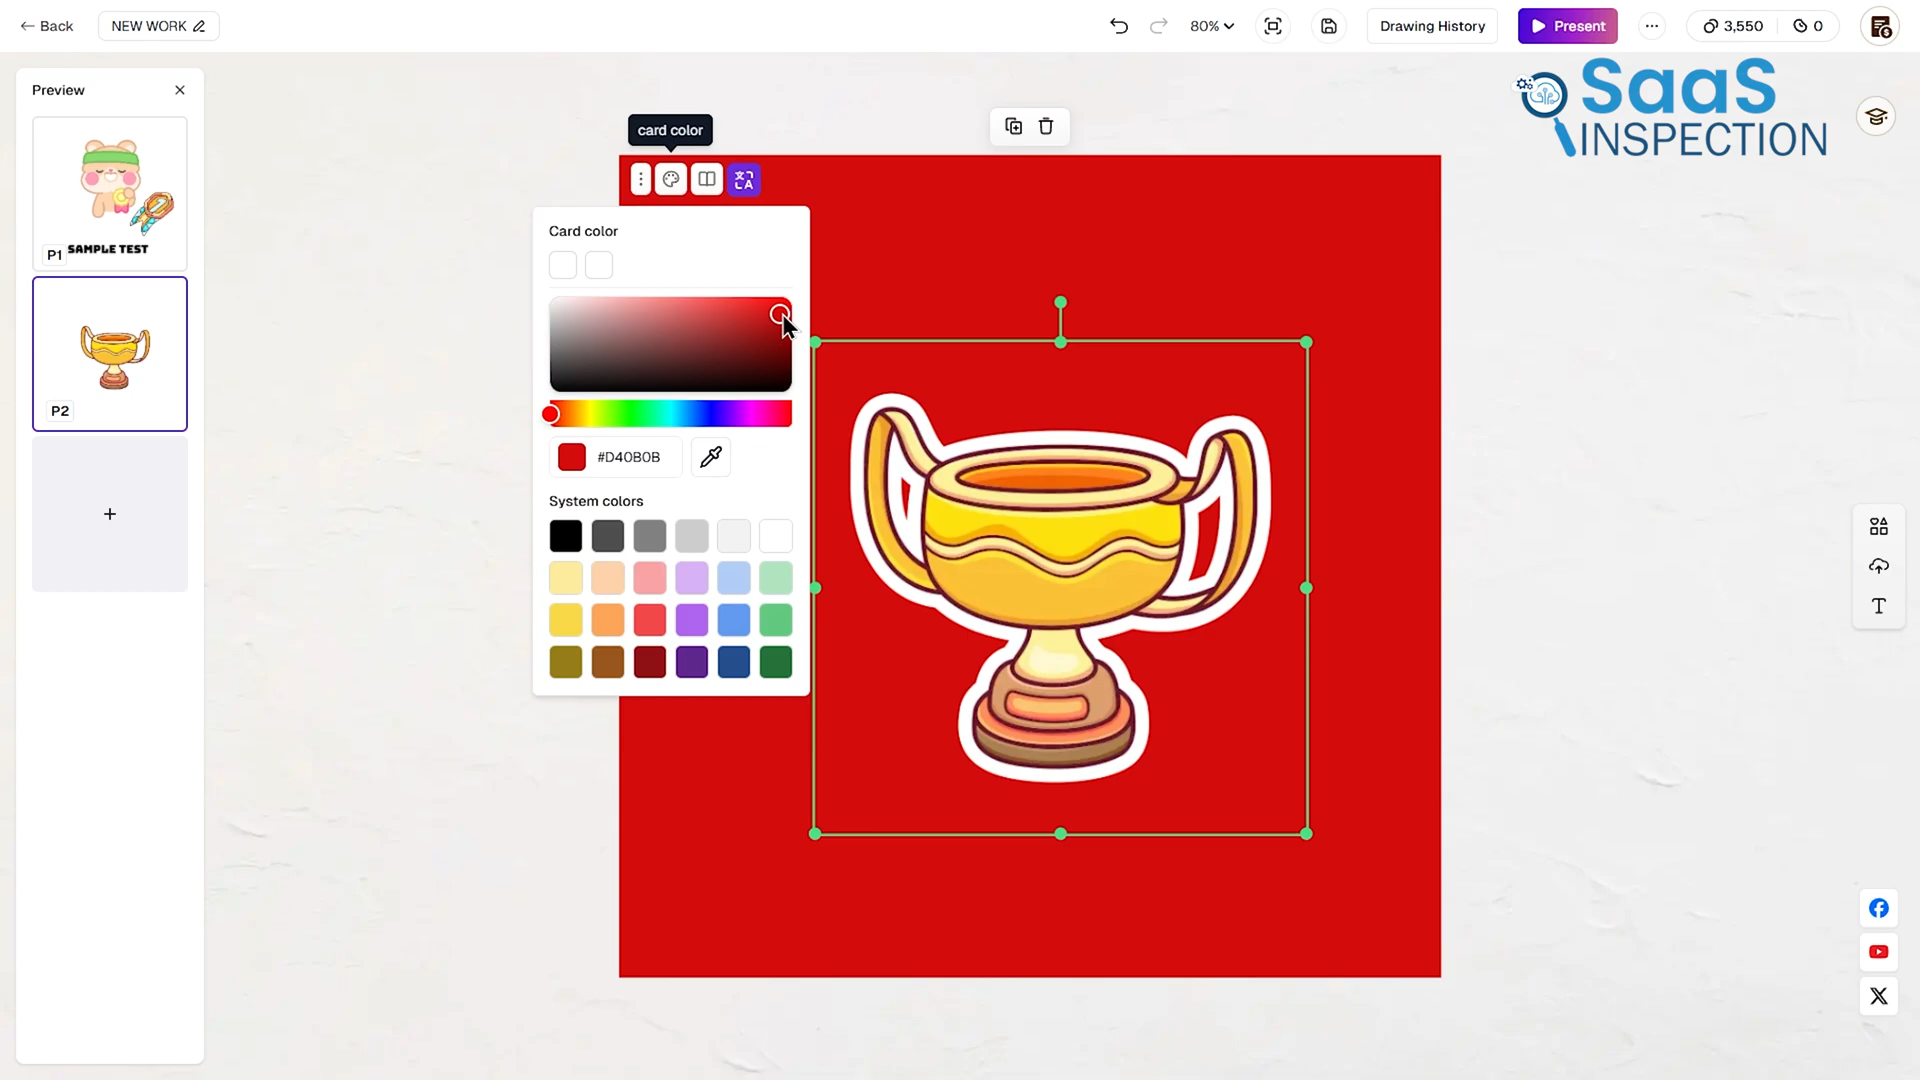 Back
NEW WORK
80%
Drawing History
Present
3,550
0
Preview
SaaS
INSPECTION
card color
SAMPLE TEST
P1
Card color
P2
#D40B0B
System colors